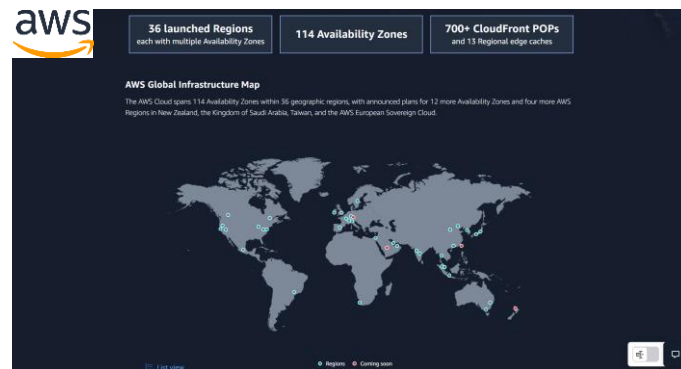 aws
36 launched Regions
each with multiple Availability Zones
114 Availability Zones
700+ CloudFront POPs
and 13 Regional edge caches
AWS Global Infrastructure Map
The AWS Cloud spans 114 Availability Zones within 36 geographic regions, with announced plans for 12 more Availability Zones and four more AWS
Regions in New Zealand, the Kingdom of Saudi Arabia, Taiwan, and the AWS European Sovereign Cloud.
List view
Regions
Coming soon